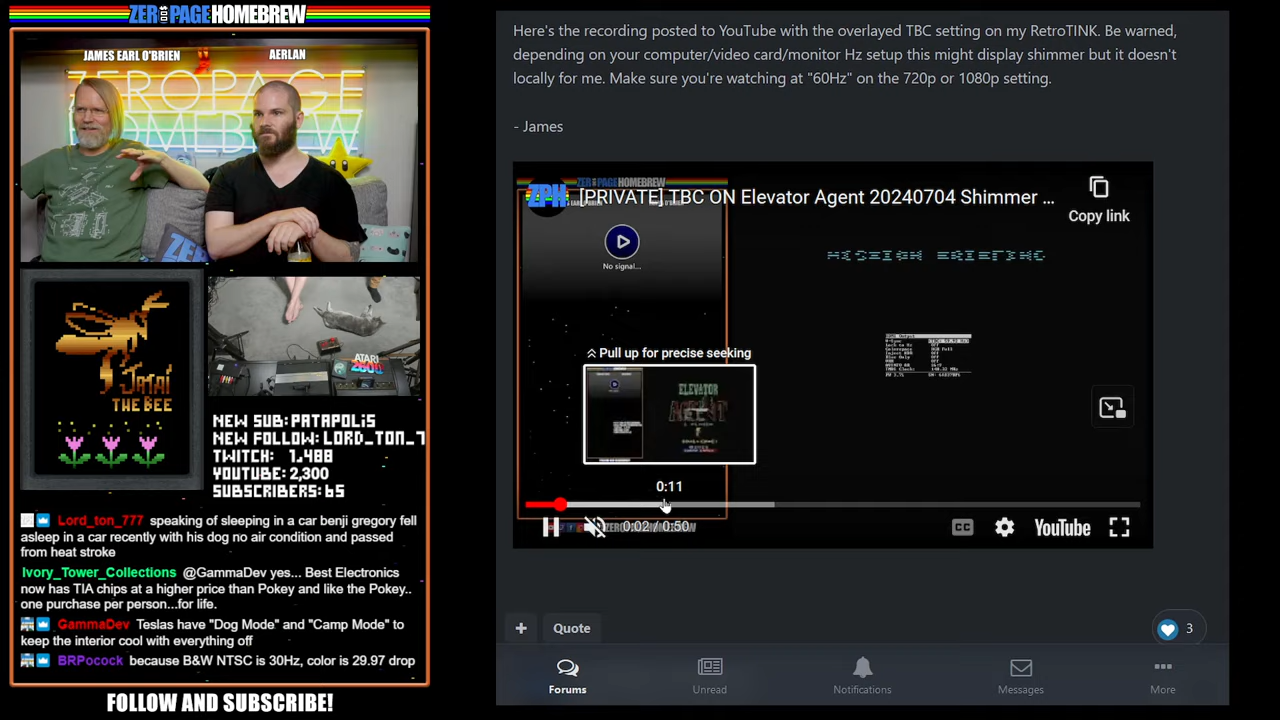 ZEROPAGEHOMEBREW
JAMES EARL O'BRIEN
AERLAN
ZEROPAGE
HOMEBREW
JATAI
THE BEE
ATARI
2600
NEW SUB: PATAPOLIS
NEW FOLLOW: LORD_TON_7
TWITCH: 1,488
YOUTUBE: 2,300
SUBSCRIBERS: 65
Lord_ton_777 speaking of sleeping in a car benji gregory fell
asleep in a car recently with his dog no air condition and passed
from heat stroke
Ivory_Tower_Collections @GammaDev yes... Best Electronics
now has TIA chips at a higher price than Pokey and like the Pokey..
one purchase per person...for life.
GammaDev Teslas have "Dog Mode" and "Camp Mode" to
keep the interior cool with everything off
BRPocock because B&W NTSC is 30Hz, color is 29.97 drop
FOLLOW AND SUBSCRIBE!
Here's the recording posted to YouTube with the overlayed TBC setting on my RetroTINK. Be warned,
depending on your computer/video card/monitor Hz setup this might display shimmer but it doesn't
locally for me. Make sure you're watching at "60Hz" on the 720p or 1080p setting.
- James
ZPH
[PRIVATE] TBC ON Elevator Agent 20240704 Shimmer ...
Copy link
No signal...
MISSION BRIEFING
Pull up for precise seeking
ELEVATOR
AGENT
0:11
0:02 / 0:50
CC
YouTube
+ Quote
3
Forums
Unread
Notifications
Messages
More